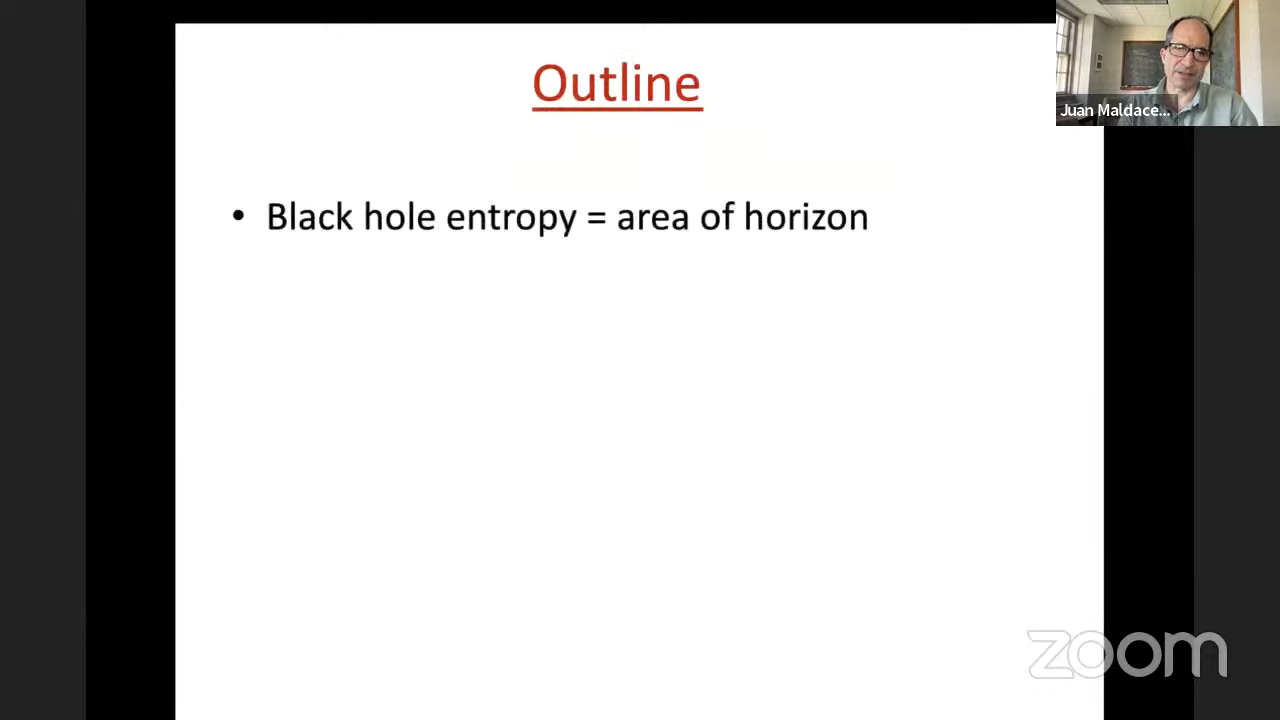 Outline
Juan Maldace...
• Black hole entropy = area of horizon
zoom